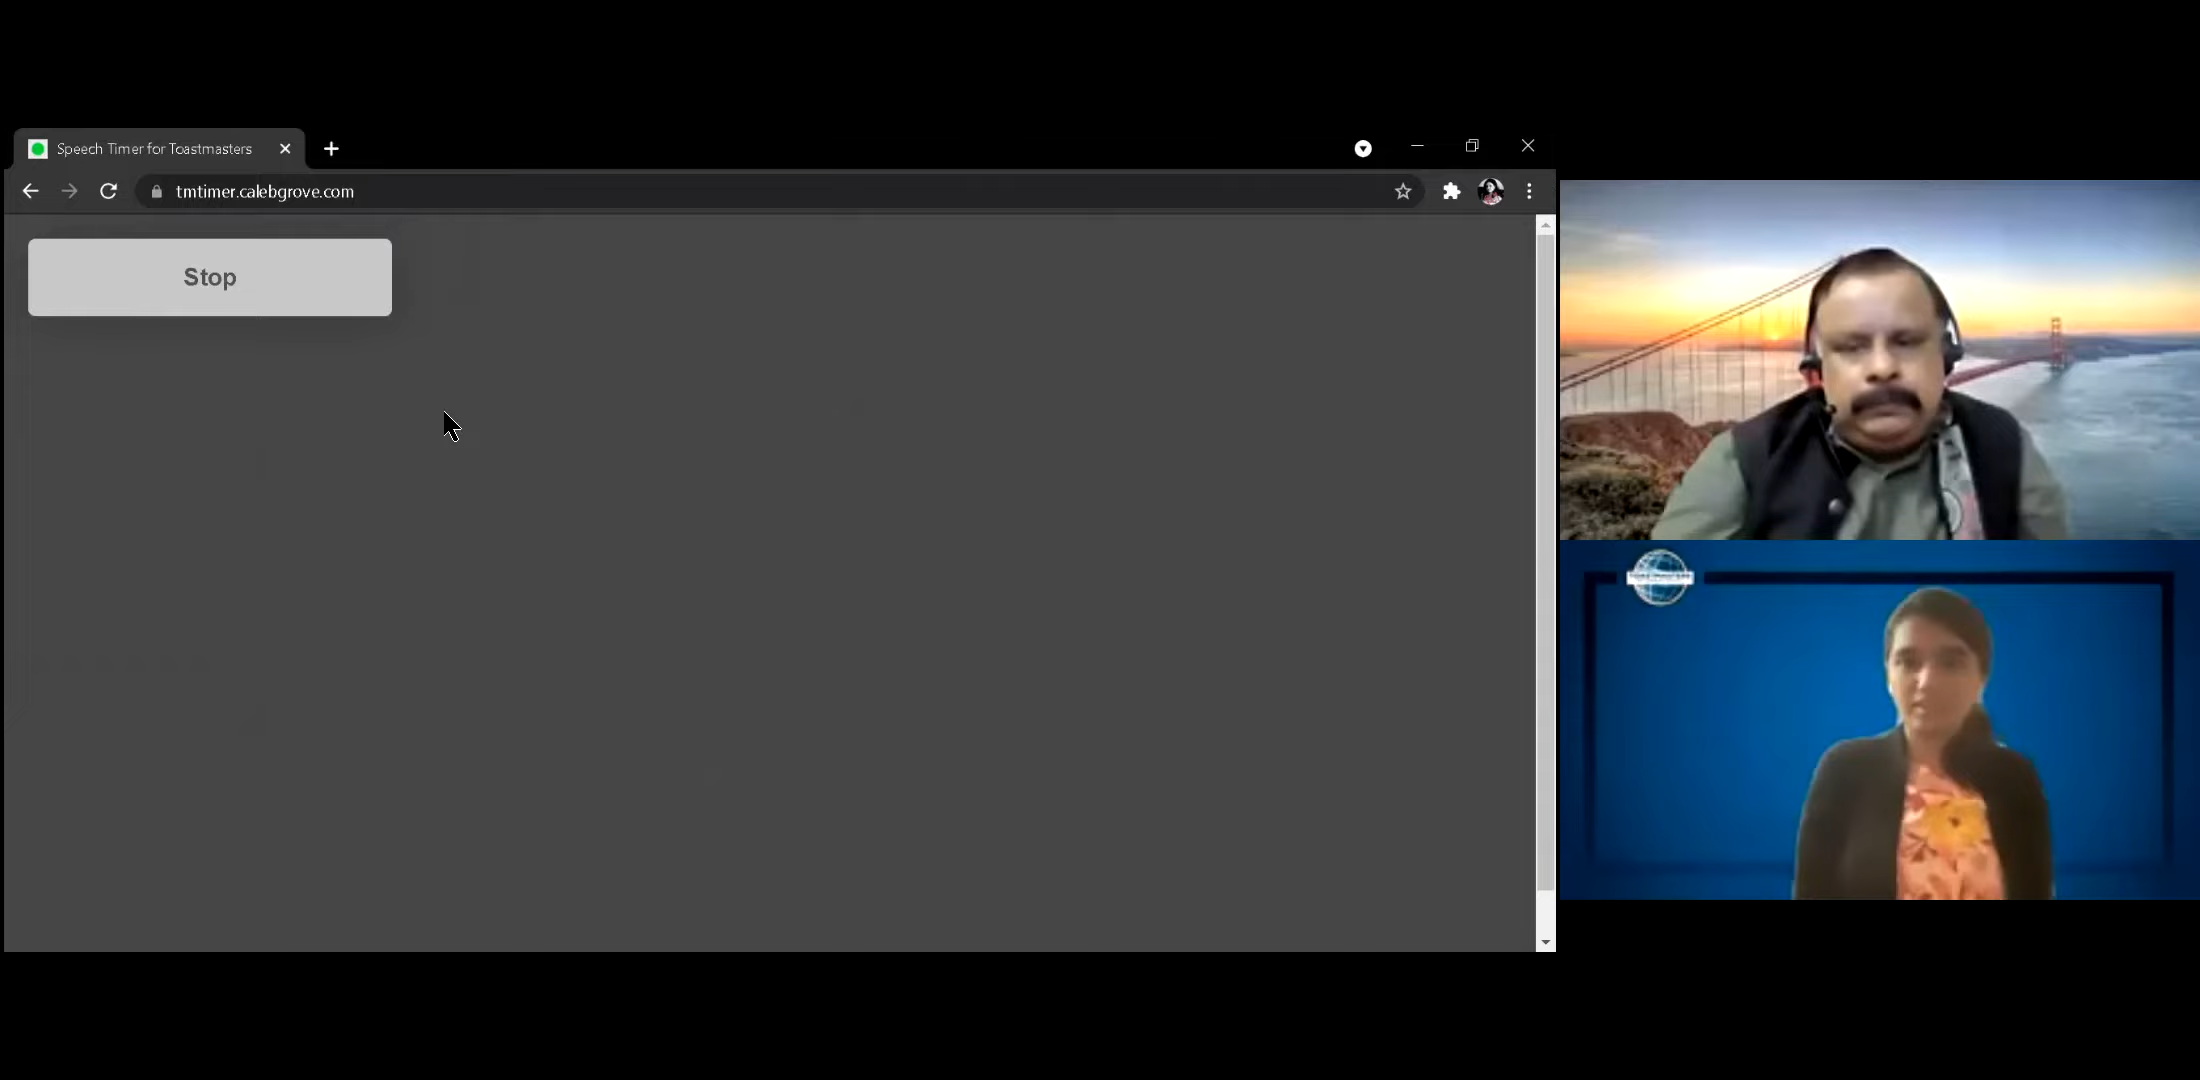 Speech Timer for Toastmasters
tmtimer.calebgrove.com
Stop